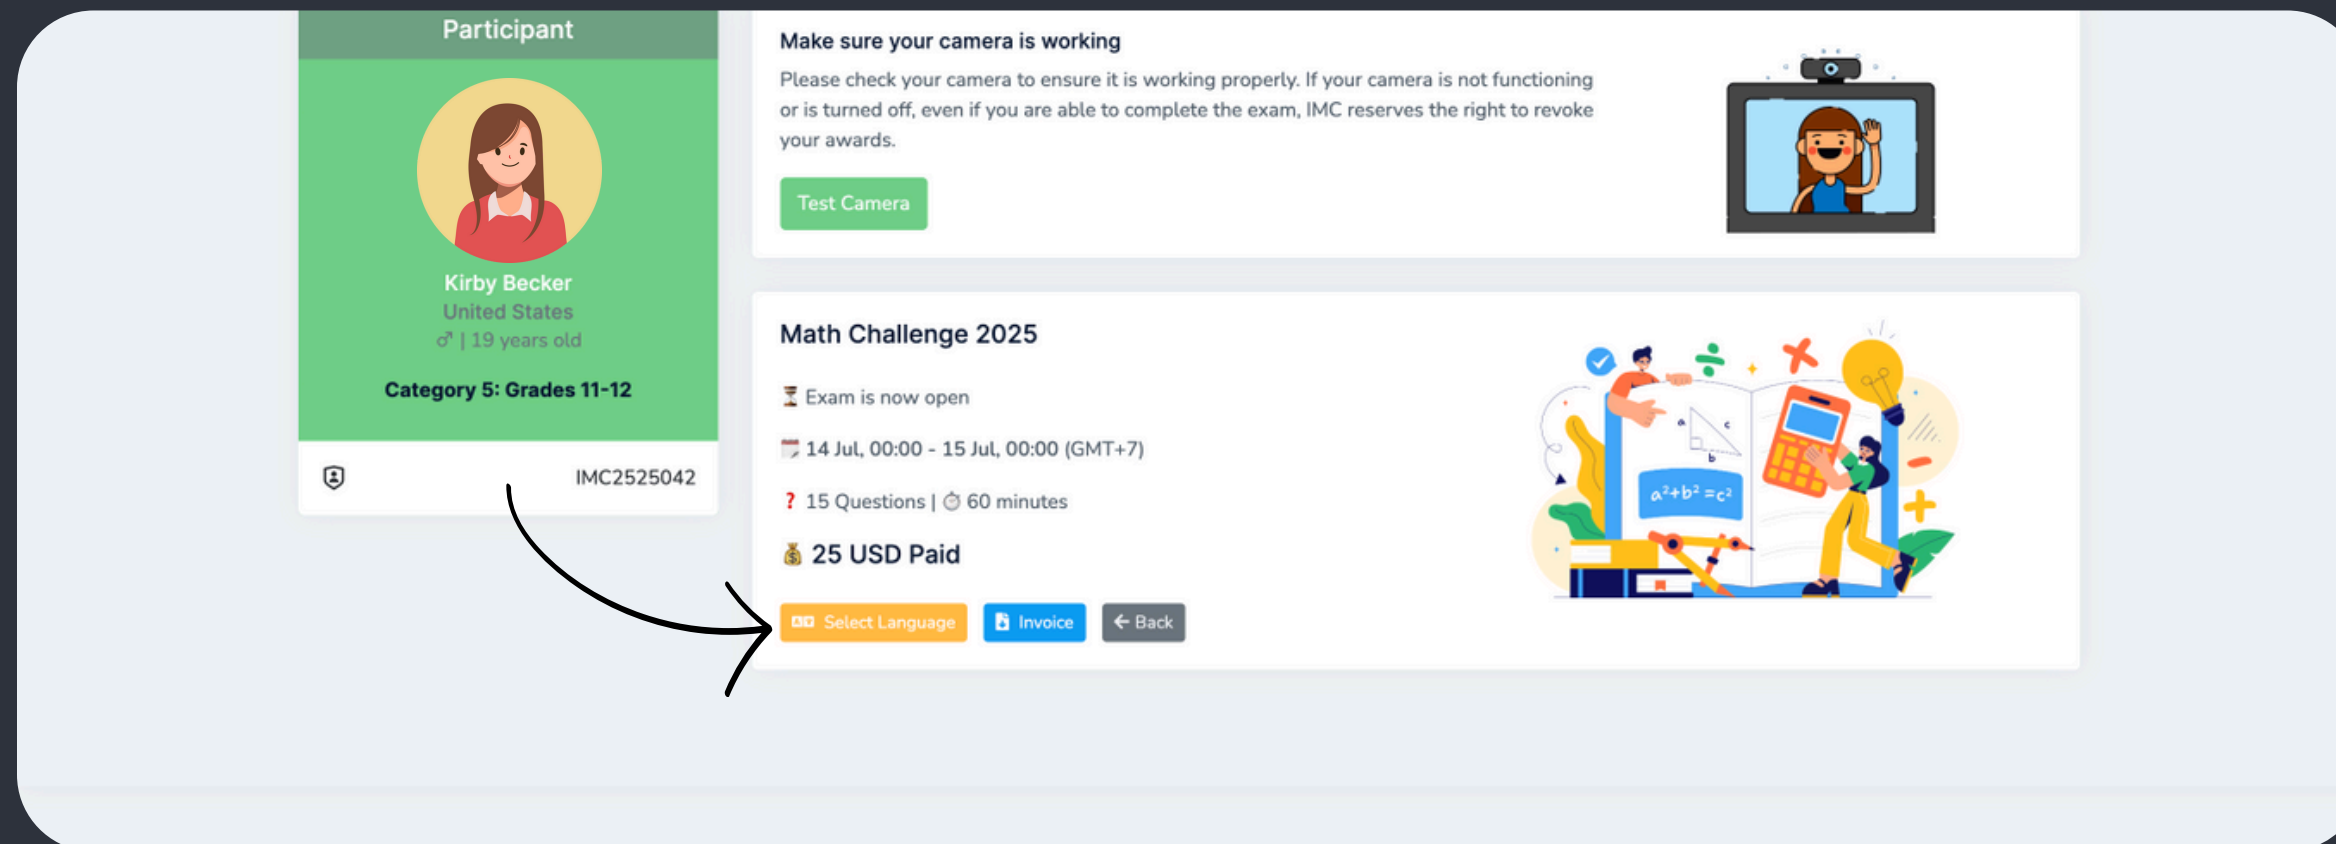 Participant
Kirby Becker
United States
♂ | 19 years old
Category 5: Grades 11-12
IMC2525042
Make sure your camera is working
Please check your camera to ensure it is working properly. If your camera is not functioning
or is turned off, even if you are able to complete the exam, IMC reserves the right to revoke
your awards.
Test Camera
Math Challenge 2025
⏳ Exam is now open
🗓 14 Jul, 00:00 - 15 Jul, 00:00 (GMT+7)
❓ 15 Questions | ⏱ 60 minutes
💰 25 USD Paid
Select Language
Invoice
← Back
a
c
b
a²+b²=c²